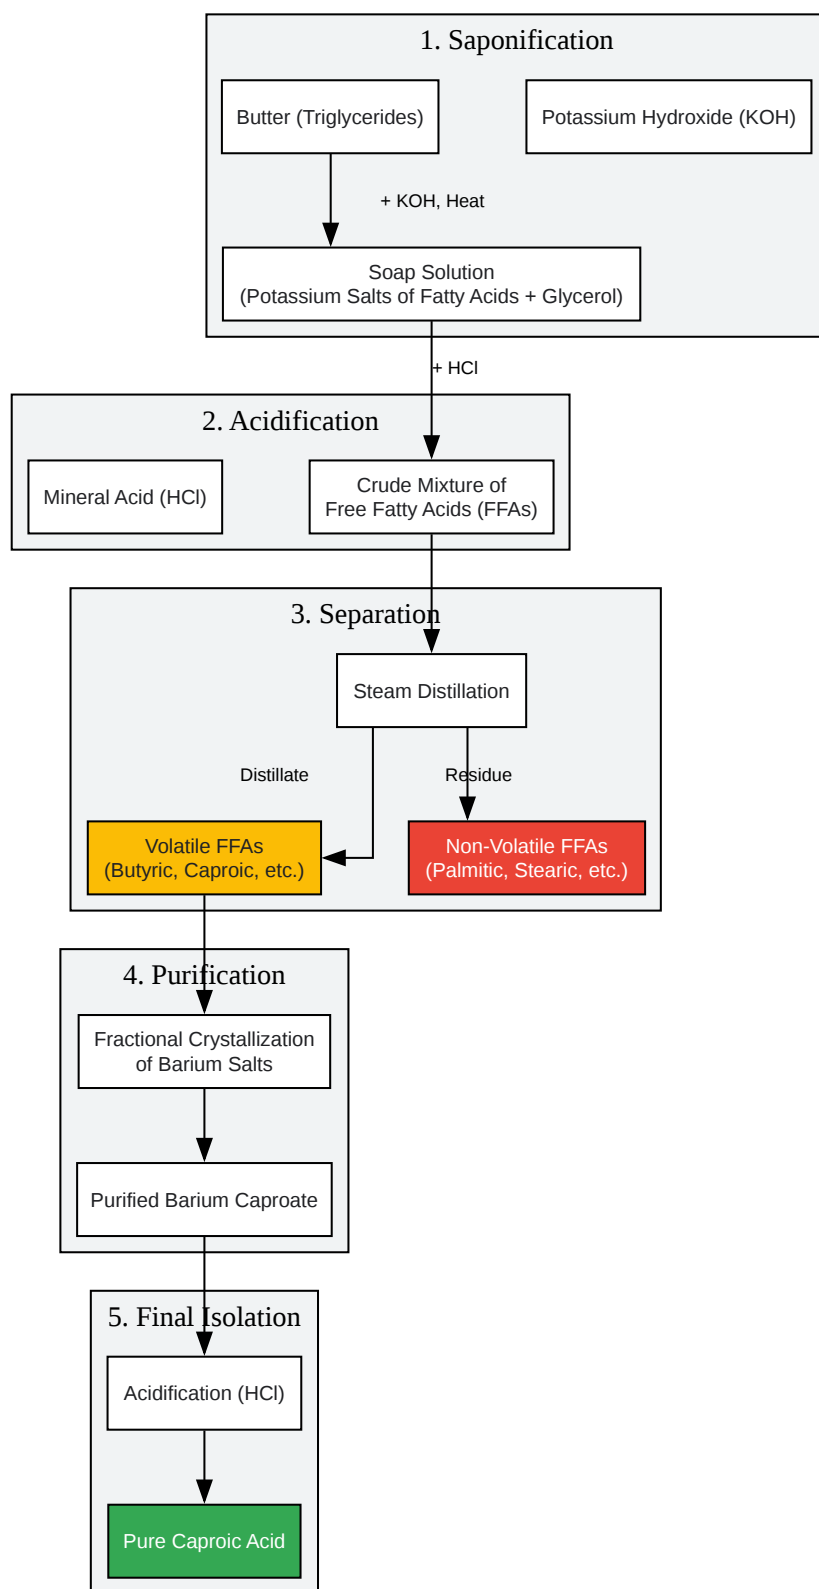 1. Saponification
Butter (Triglycerides)
Potassium Hydroxide (KOH)
+ KOH, Heat
Soap Solution
(Potassium Salts of Fatty Acids + Glycerol)
+ HCl
2. Acidification
Mineral Acid (HCl)
Crude Mixture of
Free Fatty Acids (FFAs)
3. Separation
Steam Distillation
Distillate
Residue
Volatile FFAs
(Butyric, Caproic, etc.)
Non-Volatile FFAs
(Palmitic, Stearic, etc.)
4. Purification
Fractional Crystallization
of Barium Salts
Purified Barium Caproate
5. Final Isolation
Acidification (HCl)
Pure Caproic Acid